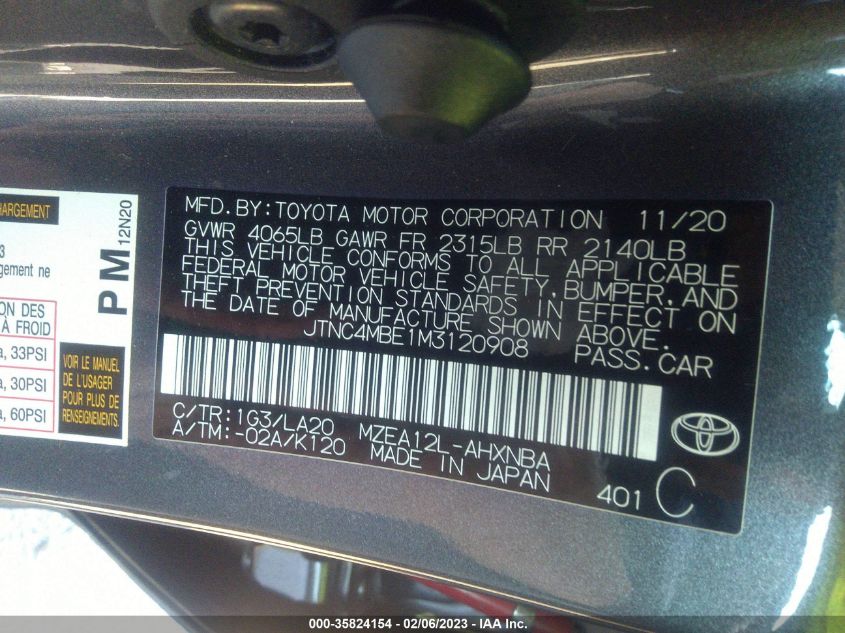 HARGEMENT
3
gement ne
ON DES
À FROID
a, 33PSI
a, 30PSI
a, 60PSI
VOIR LE MANUEL
DE L'USAGER
POUR PLUS DE
RENSEIGNEMENTS.
PM
12N20
MFD. BY: TOYOTA MOTOR CORPORATION 11/20
GVWR 4065LB GAWR FR 2315LB RR 2140LB
THIS VEHICLE CONFORMS TO ALL APPLICABLE
FEDERAL MOTOR VEHICLE SAFETY, BUMPER, AND
THEFT PREVENTION STANDARDS IN EFFECT ON
THE DATE OF MANUFACTURE SHOWN ABOVE.
JTNC4MBE1M3120908 PASS. CAR
C/TR: 1G3/LA20 MZEA12L-AHXNBA
A/TM: -02A/K120 MADE IN JAPAN
401 C
000-35824154 - 02/06/2023 - IAA Inc.